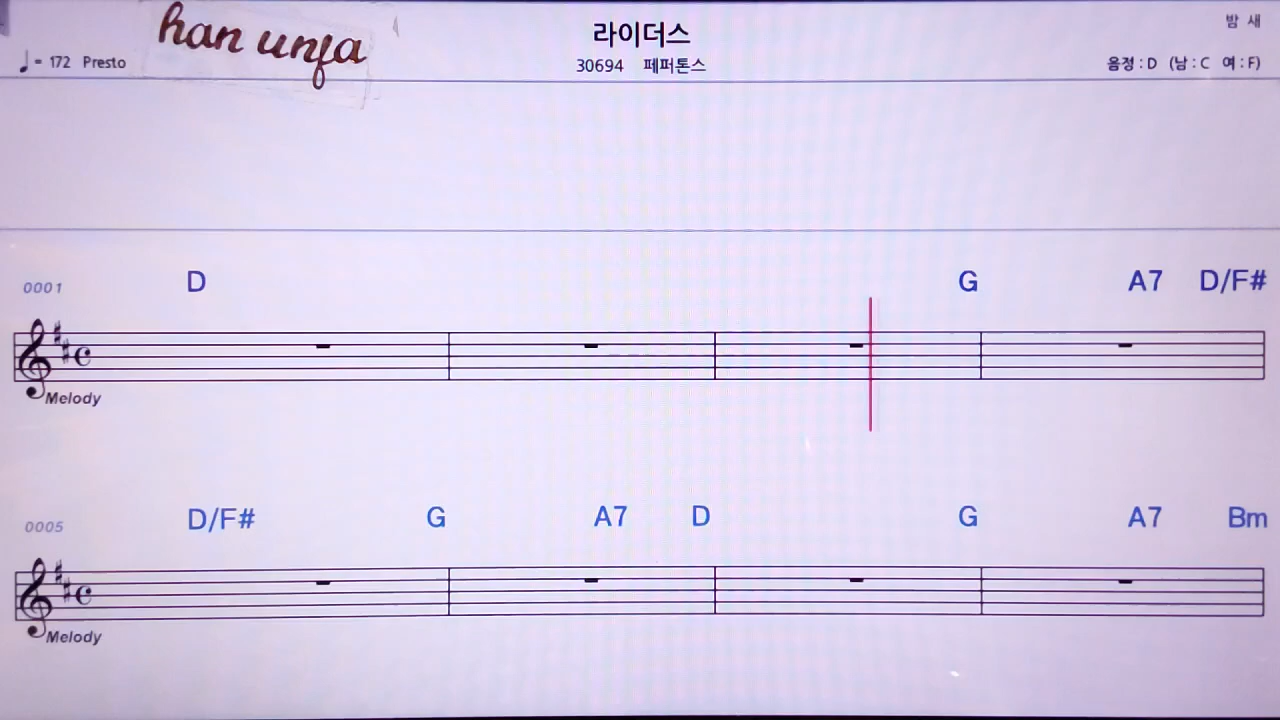 han unja
라이더스
밤 새
♩ = 172 Presto
30694 페퍼톤스
음정 : D (남 : C 여 : F)
0001 D G A7 D/F#
Melody
0005 D/F# G A7 D G A7 Bm
Melody